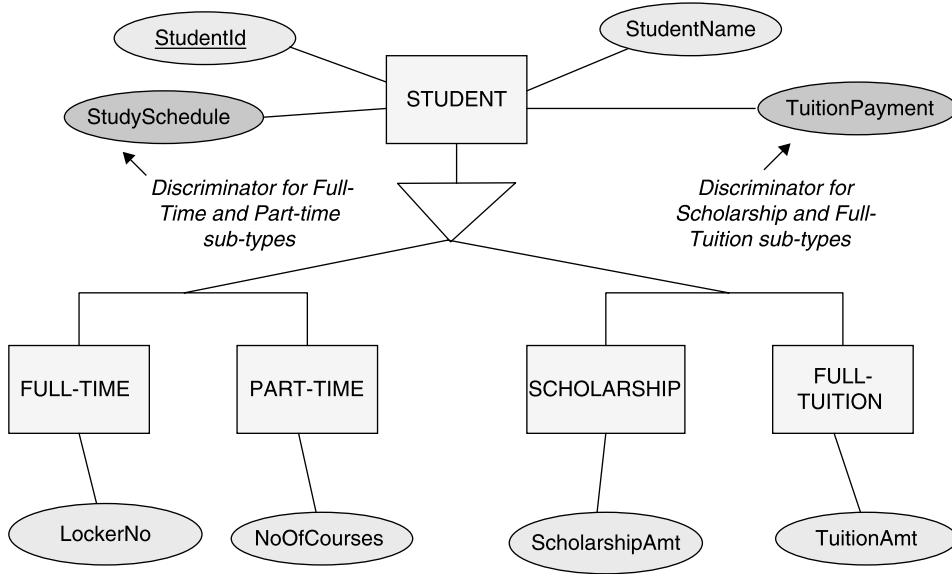 StudentId
StudentName
STUDENT
StudySchedule
TuitionPayment
Discriminator for Full-
Time and Part-time
sub-types
Discriminator for
Scholarship and Full-
Tuition sub-types
FULL-TIME
PART-TIME
SCHOLARSHIP
FULL-
TUITION
LockerNo
NoOfCourses
ScholarshipAmt
TuitionAmt